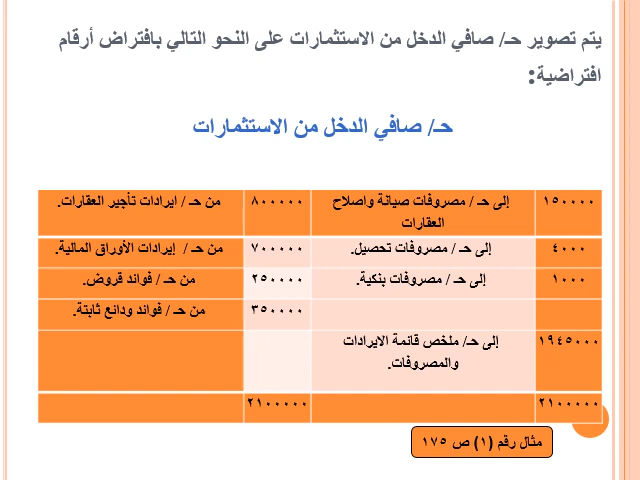 يتم تصوير حـ/ صافي الدخل من الاستثمارات على النحو التالي بافتراض أرقام
افتراضية:
حـ/ صافي الدخل من الاستثمارات
١٥٠٠٠٠ إلى حـ / مصروفات صيانة واصلاح ٨٠٠٠٠٠ من حـ / ايرادات تأجير العقارات.
العقارات
٤٠٠٠ إلى حـ / مصروفات تحصيل. ٧٠٠٠٠٠ من حـ / إيرادات الأوراق المالية.
١٠٠٠ إلى حـ / مصروفات بنكية. ٢٥٠٠٠٠ من حـ / فوائد قروض.
٣٥٠٠٠٠ من حـ / فوائد ودائع ثابتة.
١٩٤٥٠٠٠ إلى حـ/ ملخص قائمة الايرادات
والمصروفات.
٢١٠٠٠٠٠ ٢١٠٠٠٠٠
مثال رقم (١) ص ١٧٥